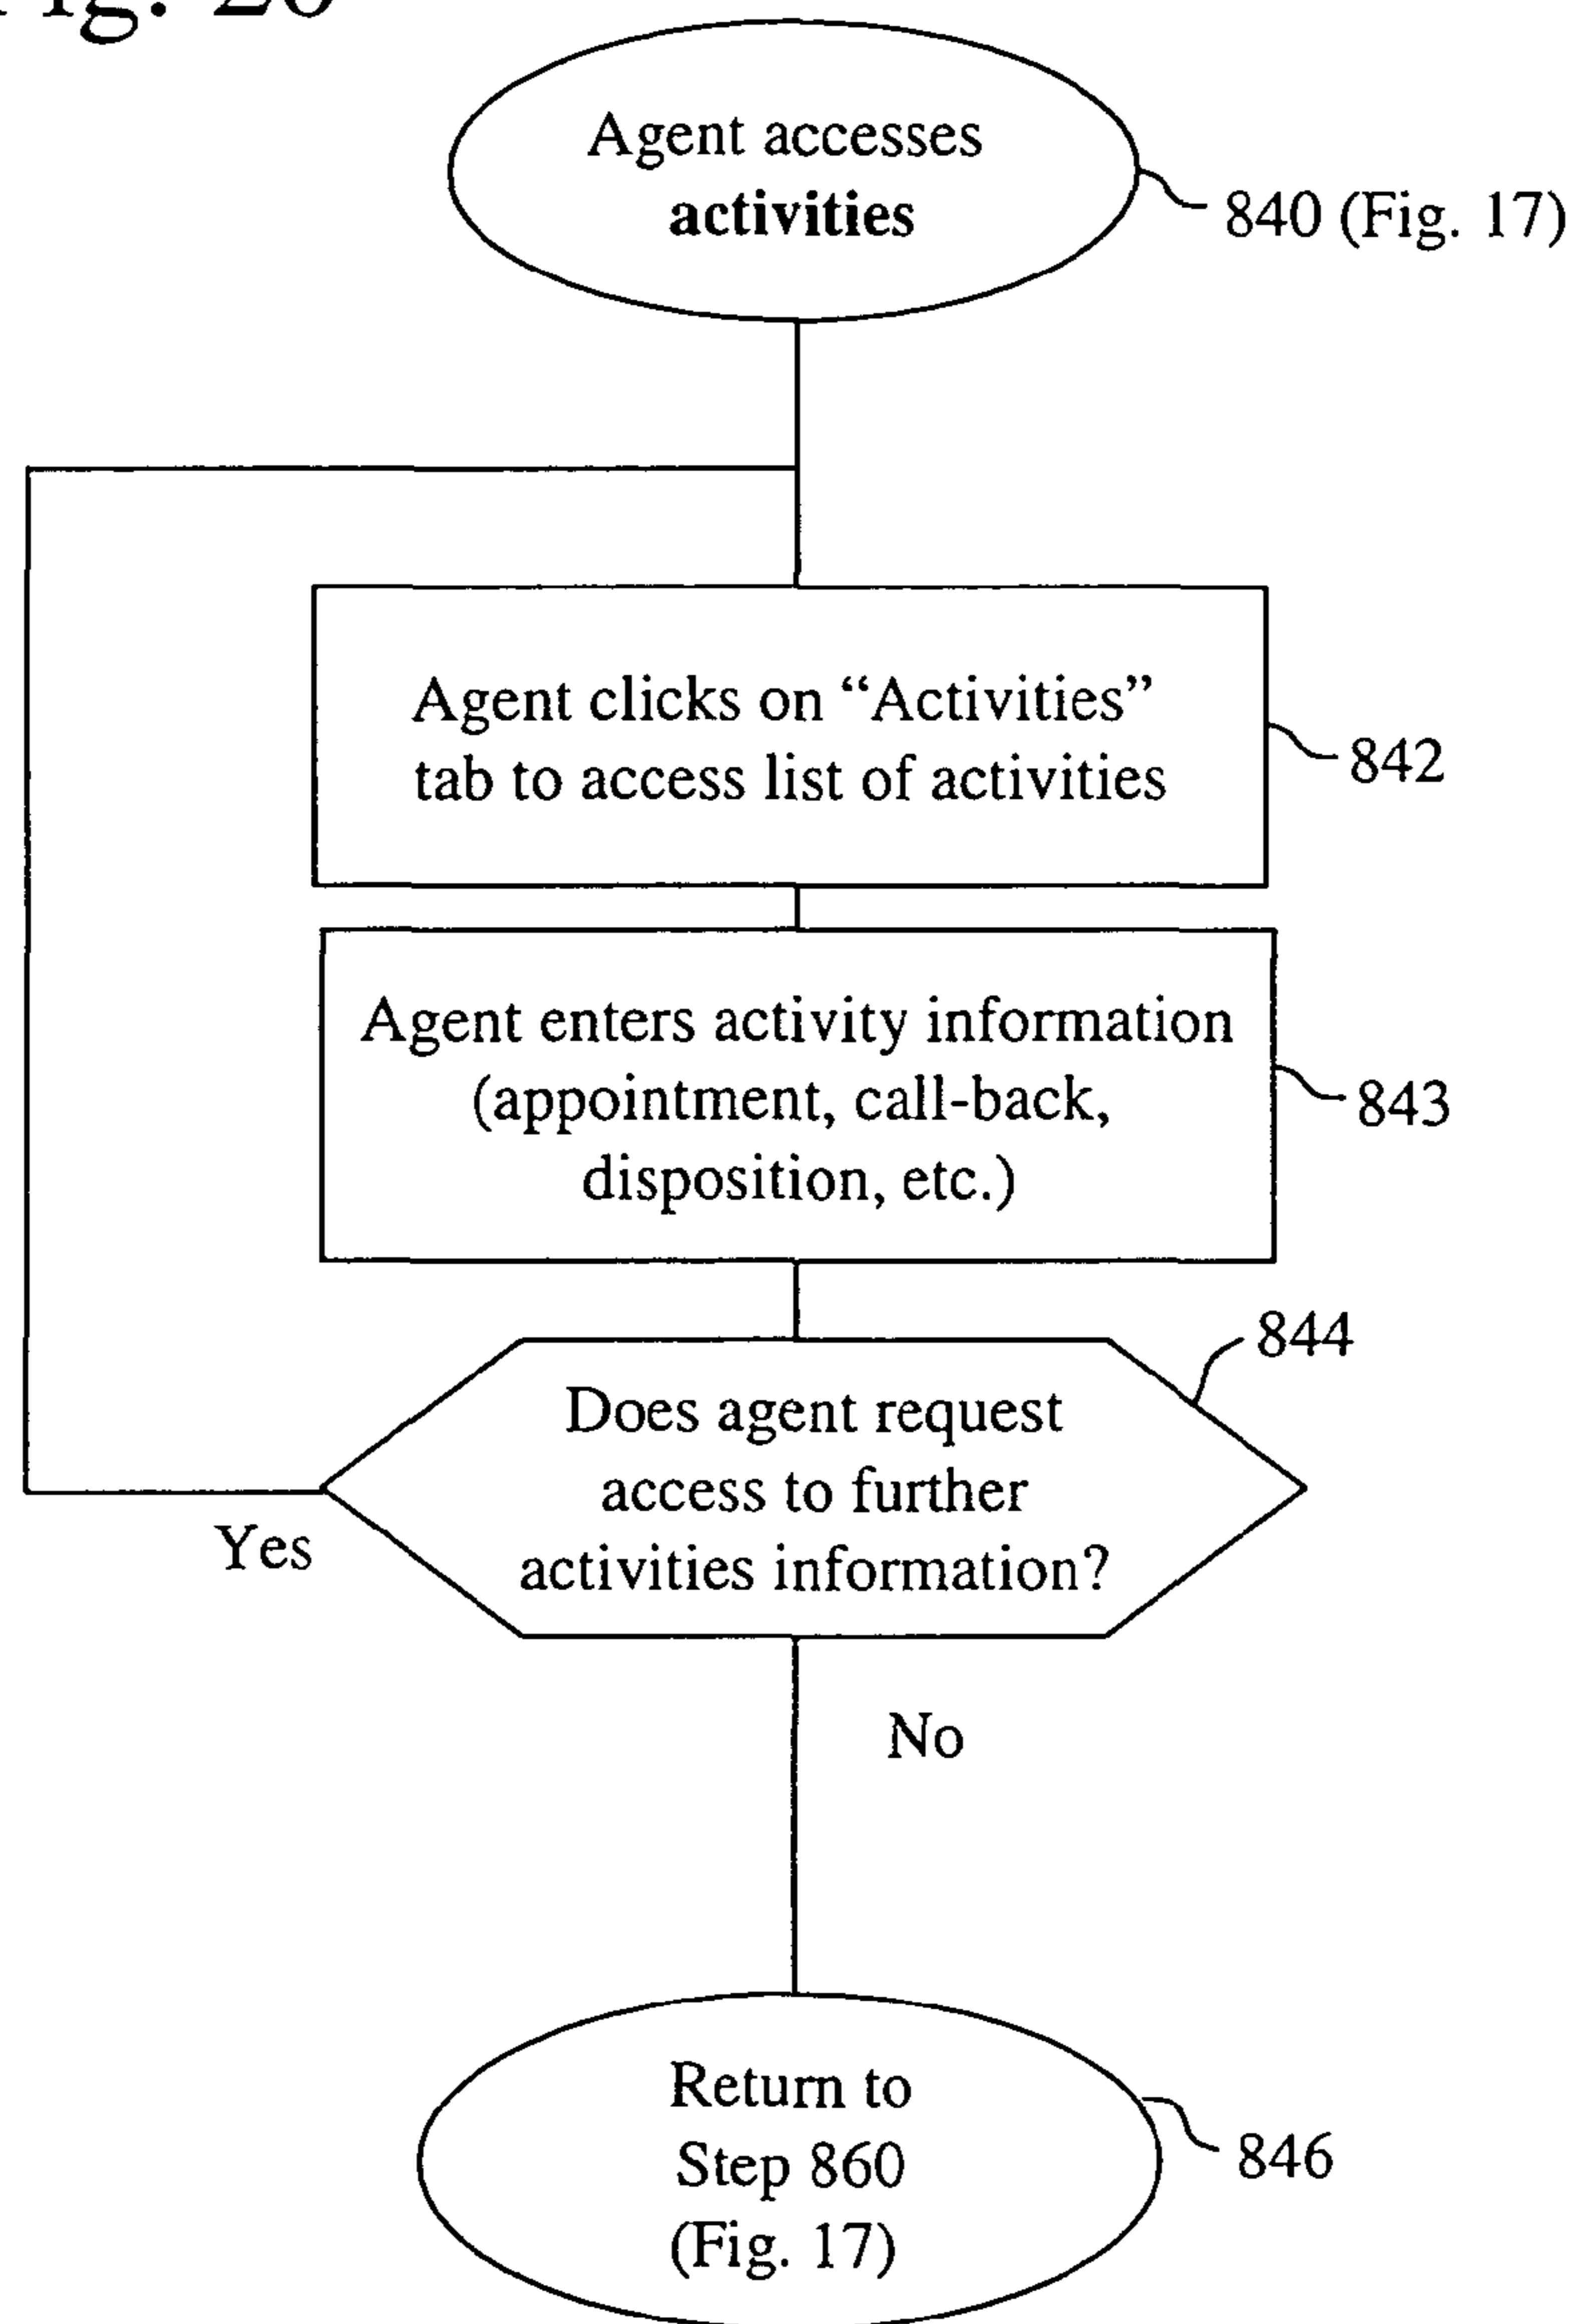 Agent accesses
activities
840 (Fig. 17)
Agent clicks on “Activities”
tab to access list of activities
842
Agent enters activity information
(appointment, call-back,
disposition, etc.)
843
844
Does agent request
access to further
activities information?
Yes
No
Return to
Step 860
(Fig. 17)
846